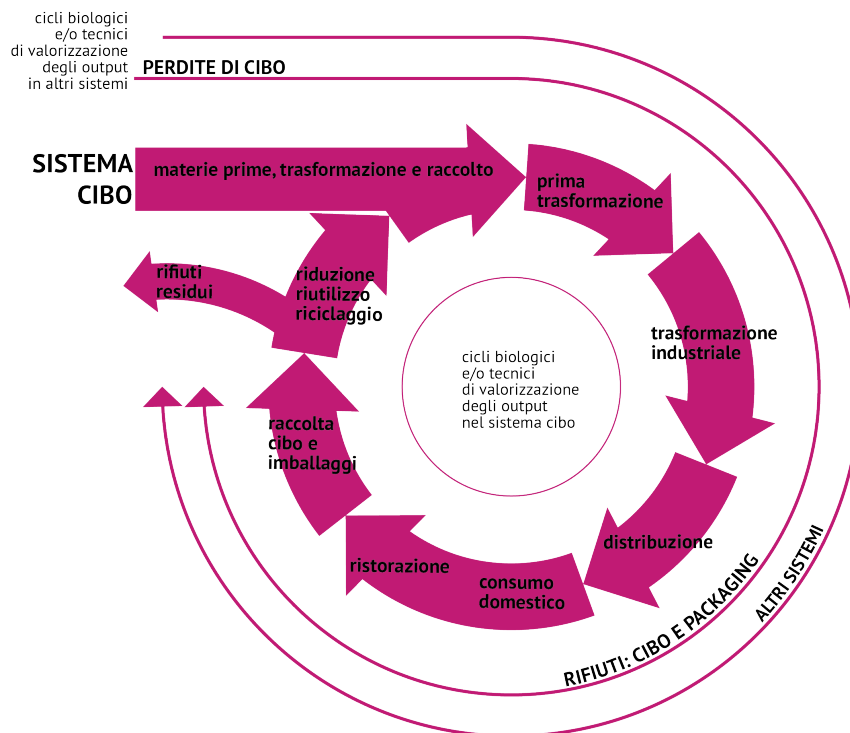 cicli biologici
e/o tecnici
di valorizzazione
degli output
in altri sistemi
PERDITE DI CIBO
SISTEMA
CIBO
materie prime, trasformazione e raccolto
prima
trasformazione
rifiuti
residui
riduzione
riutilizzo
riciclaggio
trasformazione
industriale
cicli biologici
e/o tecnici
di valorizzazione
degli output
nel sistema cibo
raccolta
cibo e
imballaggi
distribuzione
ristorazione
consumo
domestico
RIFIUTI: CIBO E PACKAGING
ALTRI SISTEMI